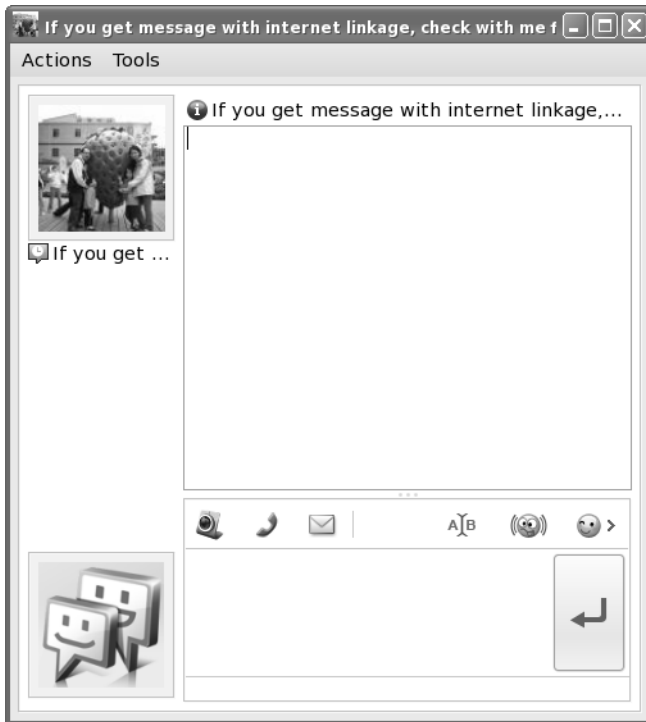 If you get message with internet linkage, check with me f
Actions Tools
If you get message with internet linkage,...
If you get ...
A B